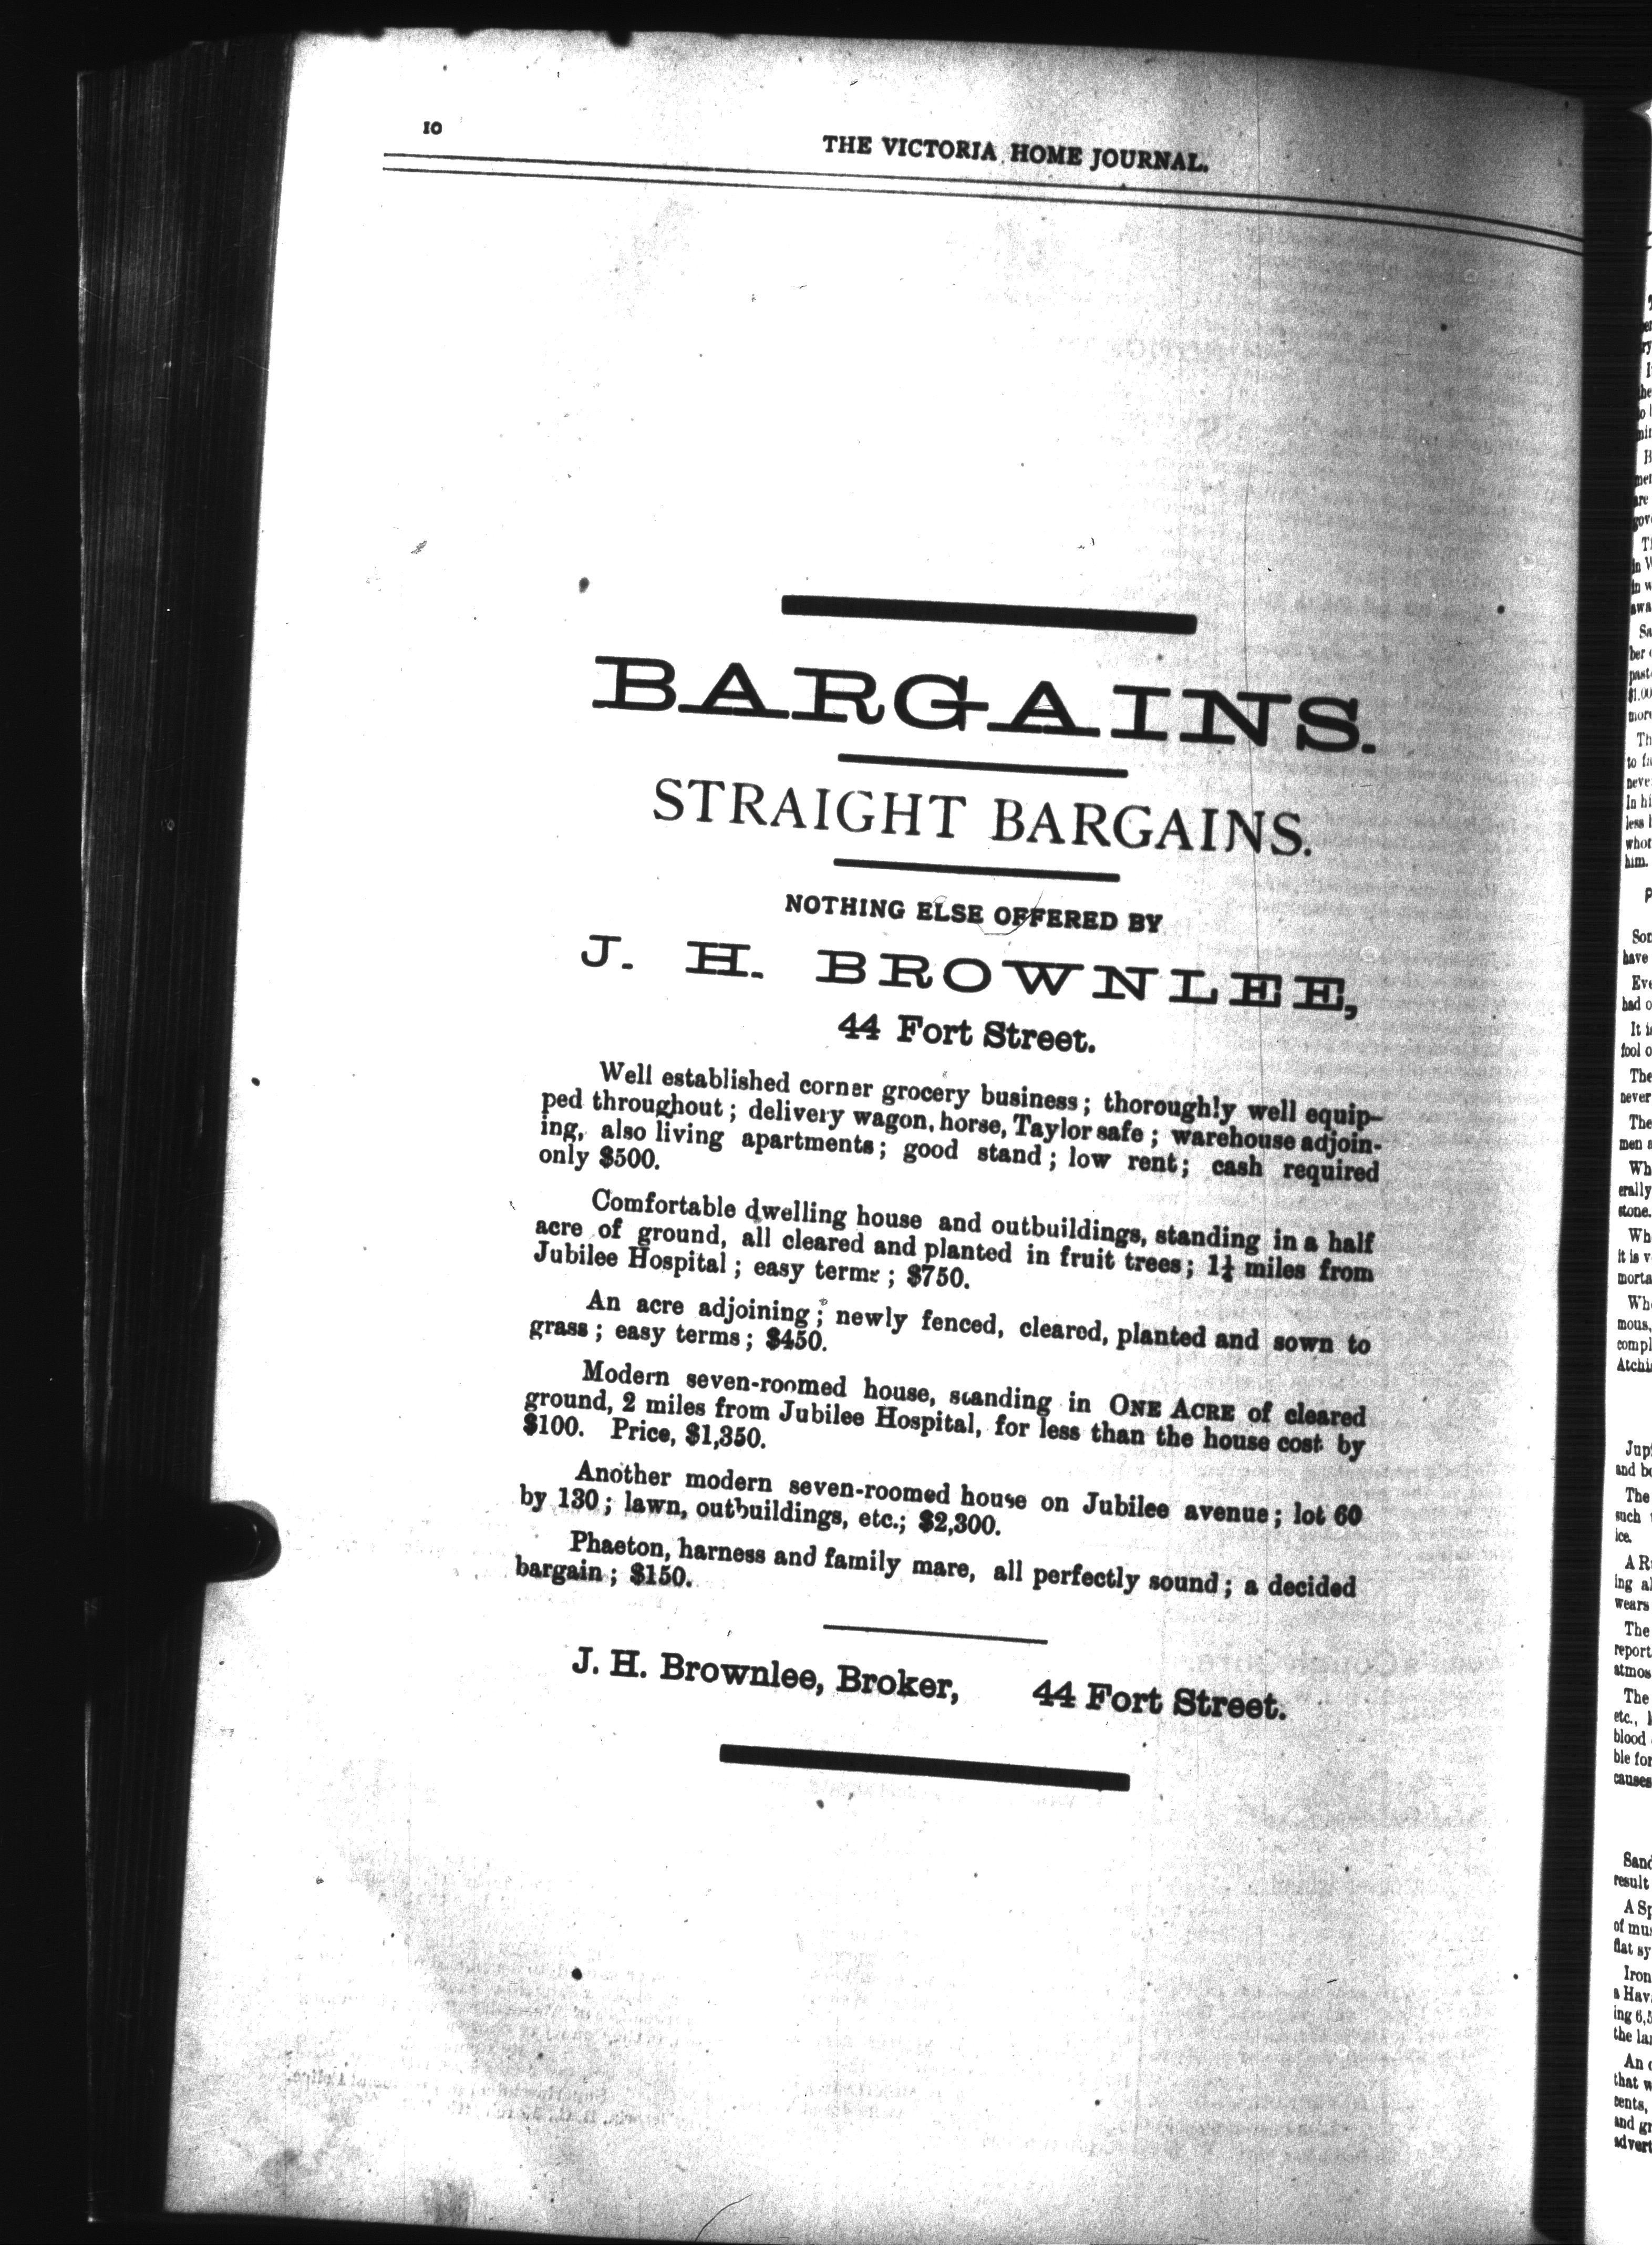 10
THE VICTORIA HOME JOURNAL.
BARGAINS.
STRAIGHT BARGAINS.
NOTHING ELSE OFFERED BY
J. H. BROWNLEE,
44 Fort Street.
Well established corner grocery business; thoroughly well equip-
ped throughout; delivery wagon, horse, Taylor safe; warehouse adjoin-
ing, also living apartments; good stand; low rent; cash required
only $500.
Comfortable dwelling house and outbuildings, standing in a half
acre of ground, all cleared and planted in fruit trees; 1¼ miles from
Jubilee Hospital; easy terms; $750.
An acre adjoining; newly fenced, cleared, planted and sown to
grass; easy terms; $450.
Modern seven-roomed house, standing in ONE ACRE of cleared
ground, 2 miles from Jubilee Hospital, for less than the house cost by
$100. Price, $1,350.
Another modern seven-roomed house on Jubilee avenue; lot 60
by 130; lawn, outbuildings, etc.; $2,300.
Phaeton, harness and family mare, all perfectly sound; a decided
bargain; $150.
J. H. Brownlee, Broker, 44 Fort Street.